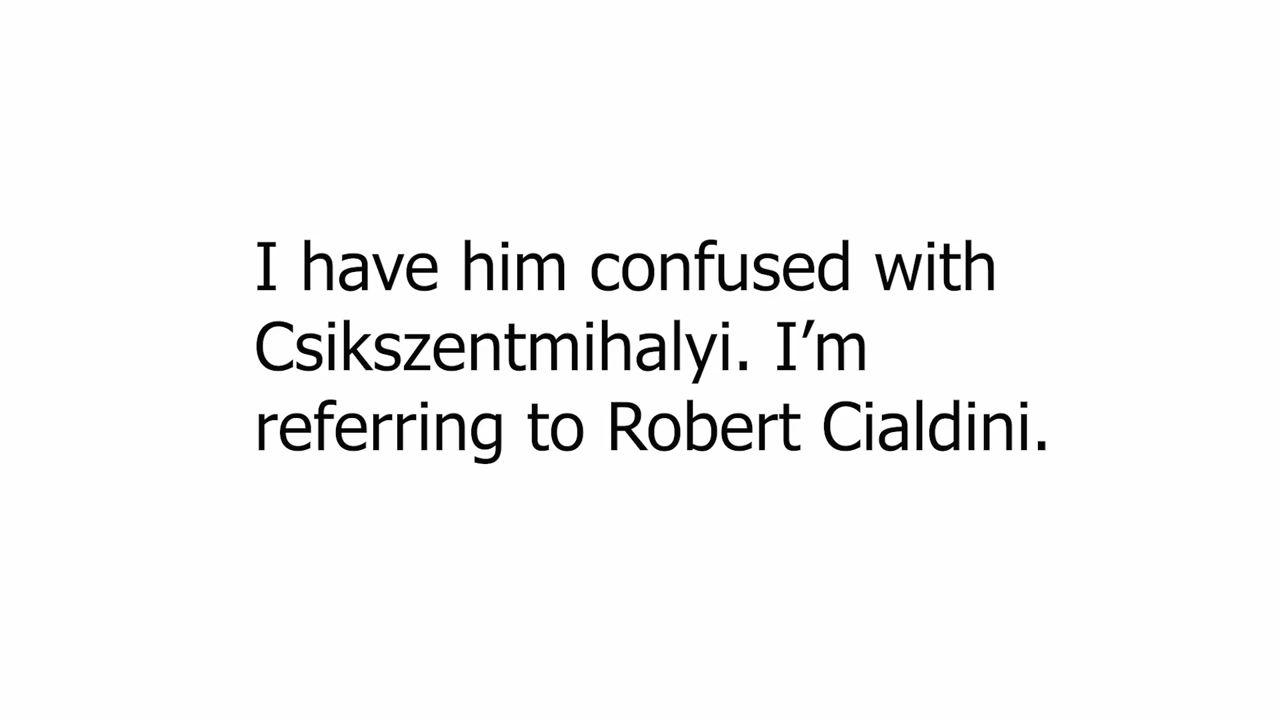 I have him confused with
Csikszentmihalyi. I’m
referring to Robert Cialdini.